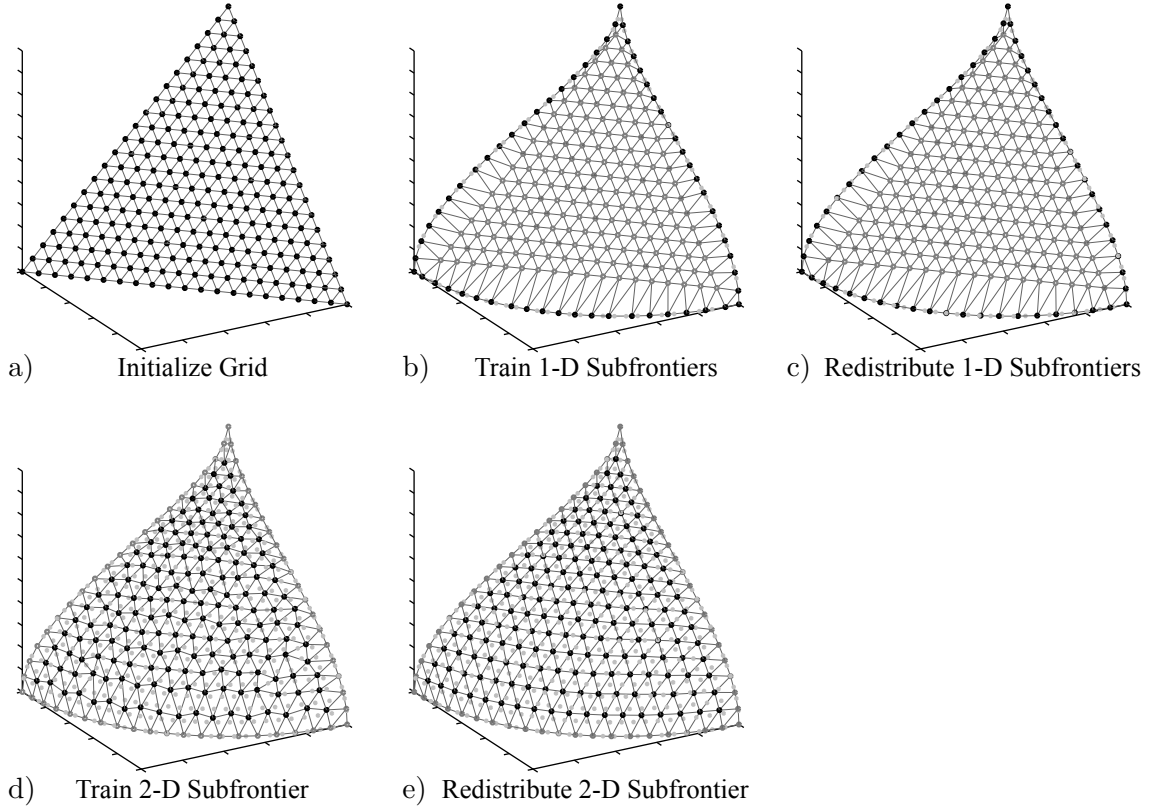 a) Initialize Grid
b) Train 1-D Subfrontiers
c) Redistribute 1-D Subfrontiers
d) Train 2-D Subfrontier
e) Redistribute 2-D Subfrontier